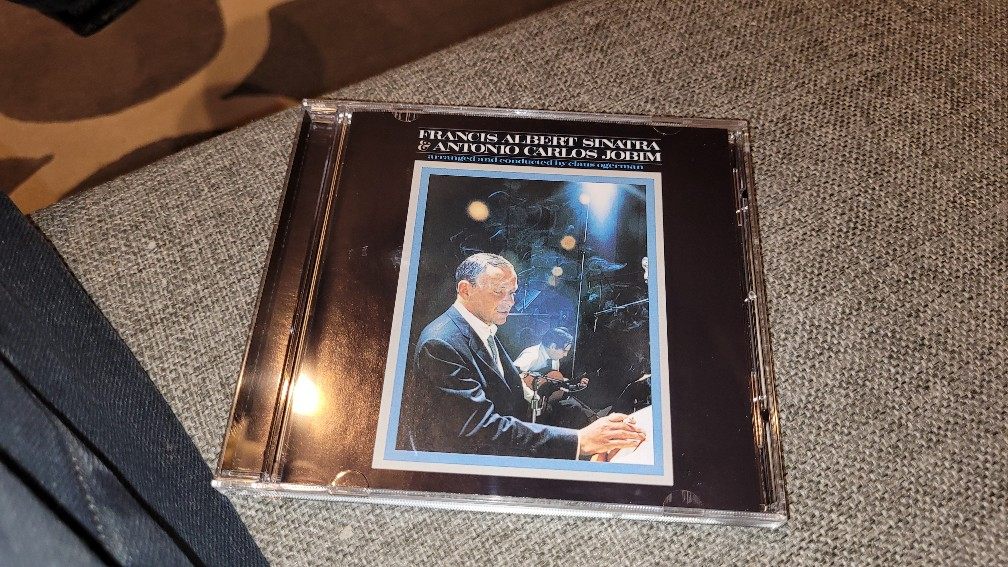 FRANCIS ALBERT SINATRA
& ANTONIO CARLOS JOBIM
arranged and conducted by claus ogerman